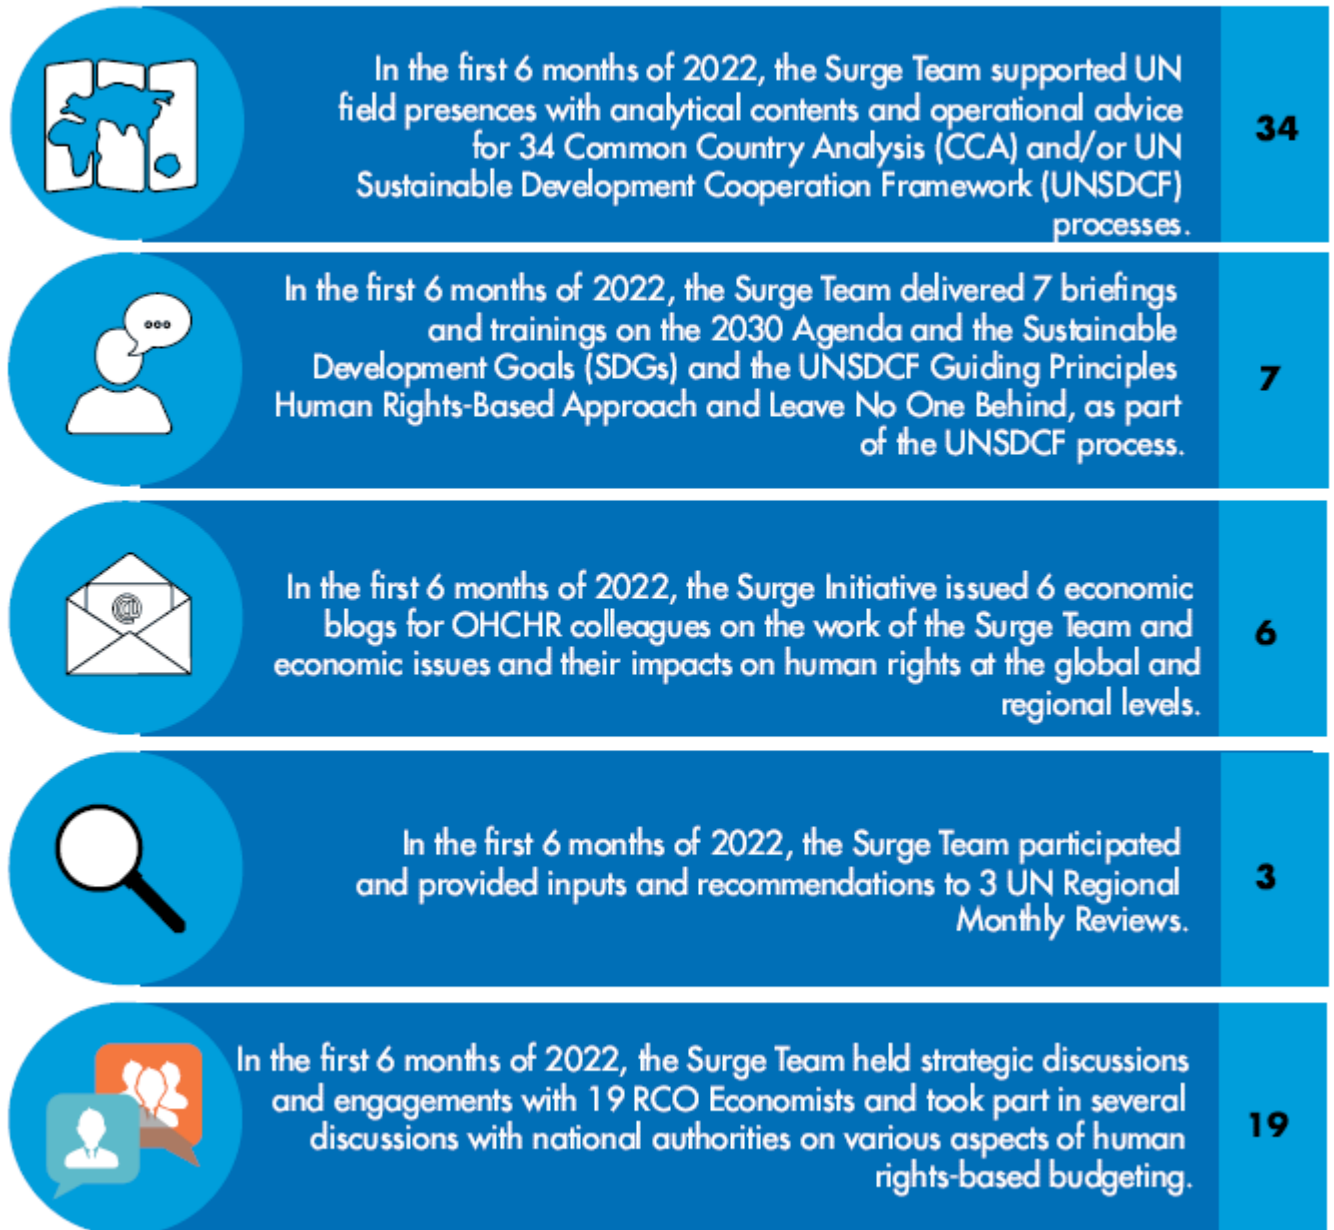 In the first 6 months of 2022, the Surge Team supported UN
field presences with analytical contents and operational advice
for 34 Common Country Analysis (CCA) and/or UN
Sustainable Development Cooperation Framework (UNSDCF)
processes.
34
In the first 6 months of 2022, the Surge Team delivered 7 briefings
and trainings on the 2030 Agenda and the Sustainable
Development Goals (SDGs) and the UNSDCF Guiding Principles
Human Rights-Based Approach and Leave No One Behind, as part
of the UNSDCF process.
7
@
In the first 6 months of 2022, the Surge Initiative issued 6 economic
blogs for OHCHR colleagues on the work of the Surge Team and
economic issues and their impacts on human rights at the global and
regional levels.
6
In the first 6 months of 2022, the Surge Team participated
and provided inputs and recommendations to 3 UN Regional
Monthly Reviews.
3
In the first 6 months of 2022, the Surge Team held strategic discussions
and engagements with 19 RCO Economists and took part in several
discussions with national authorities on various aspects of human
rights-based budgeting.
19